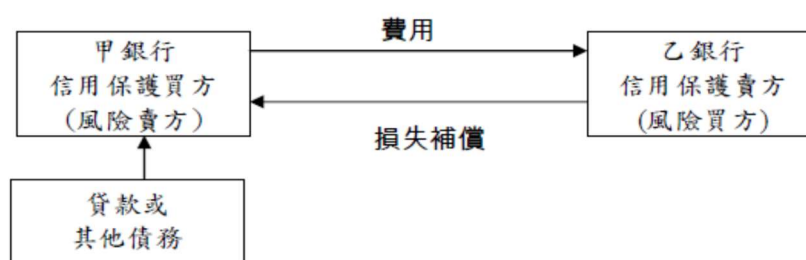 費用
甲銀行
信用保護買方
(風險賣方)
乙銀行
信用保護賣方
(風險買方)
損失補償
貸款或
其他債務